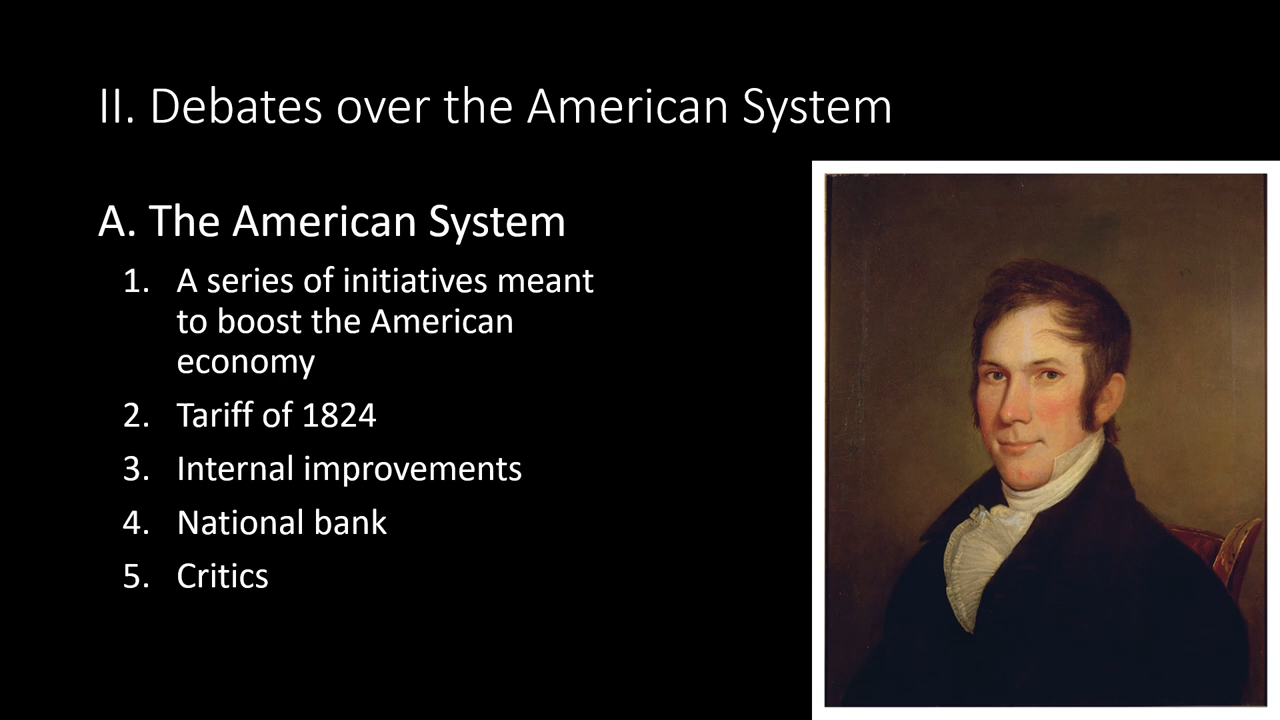 II. Debates over the American System
A. The American System
1. A series of initiatives meant
to boost the American
economy
2. Tariff of 1824
3. Internal improvements
4. National bank
5. Critics